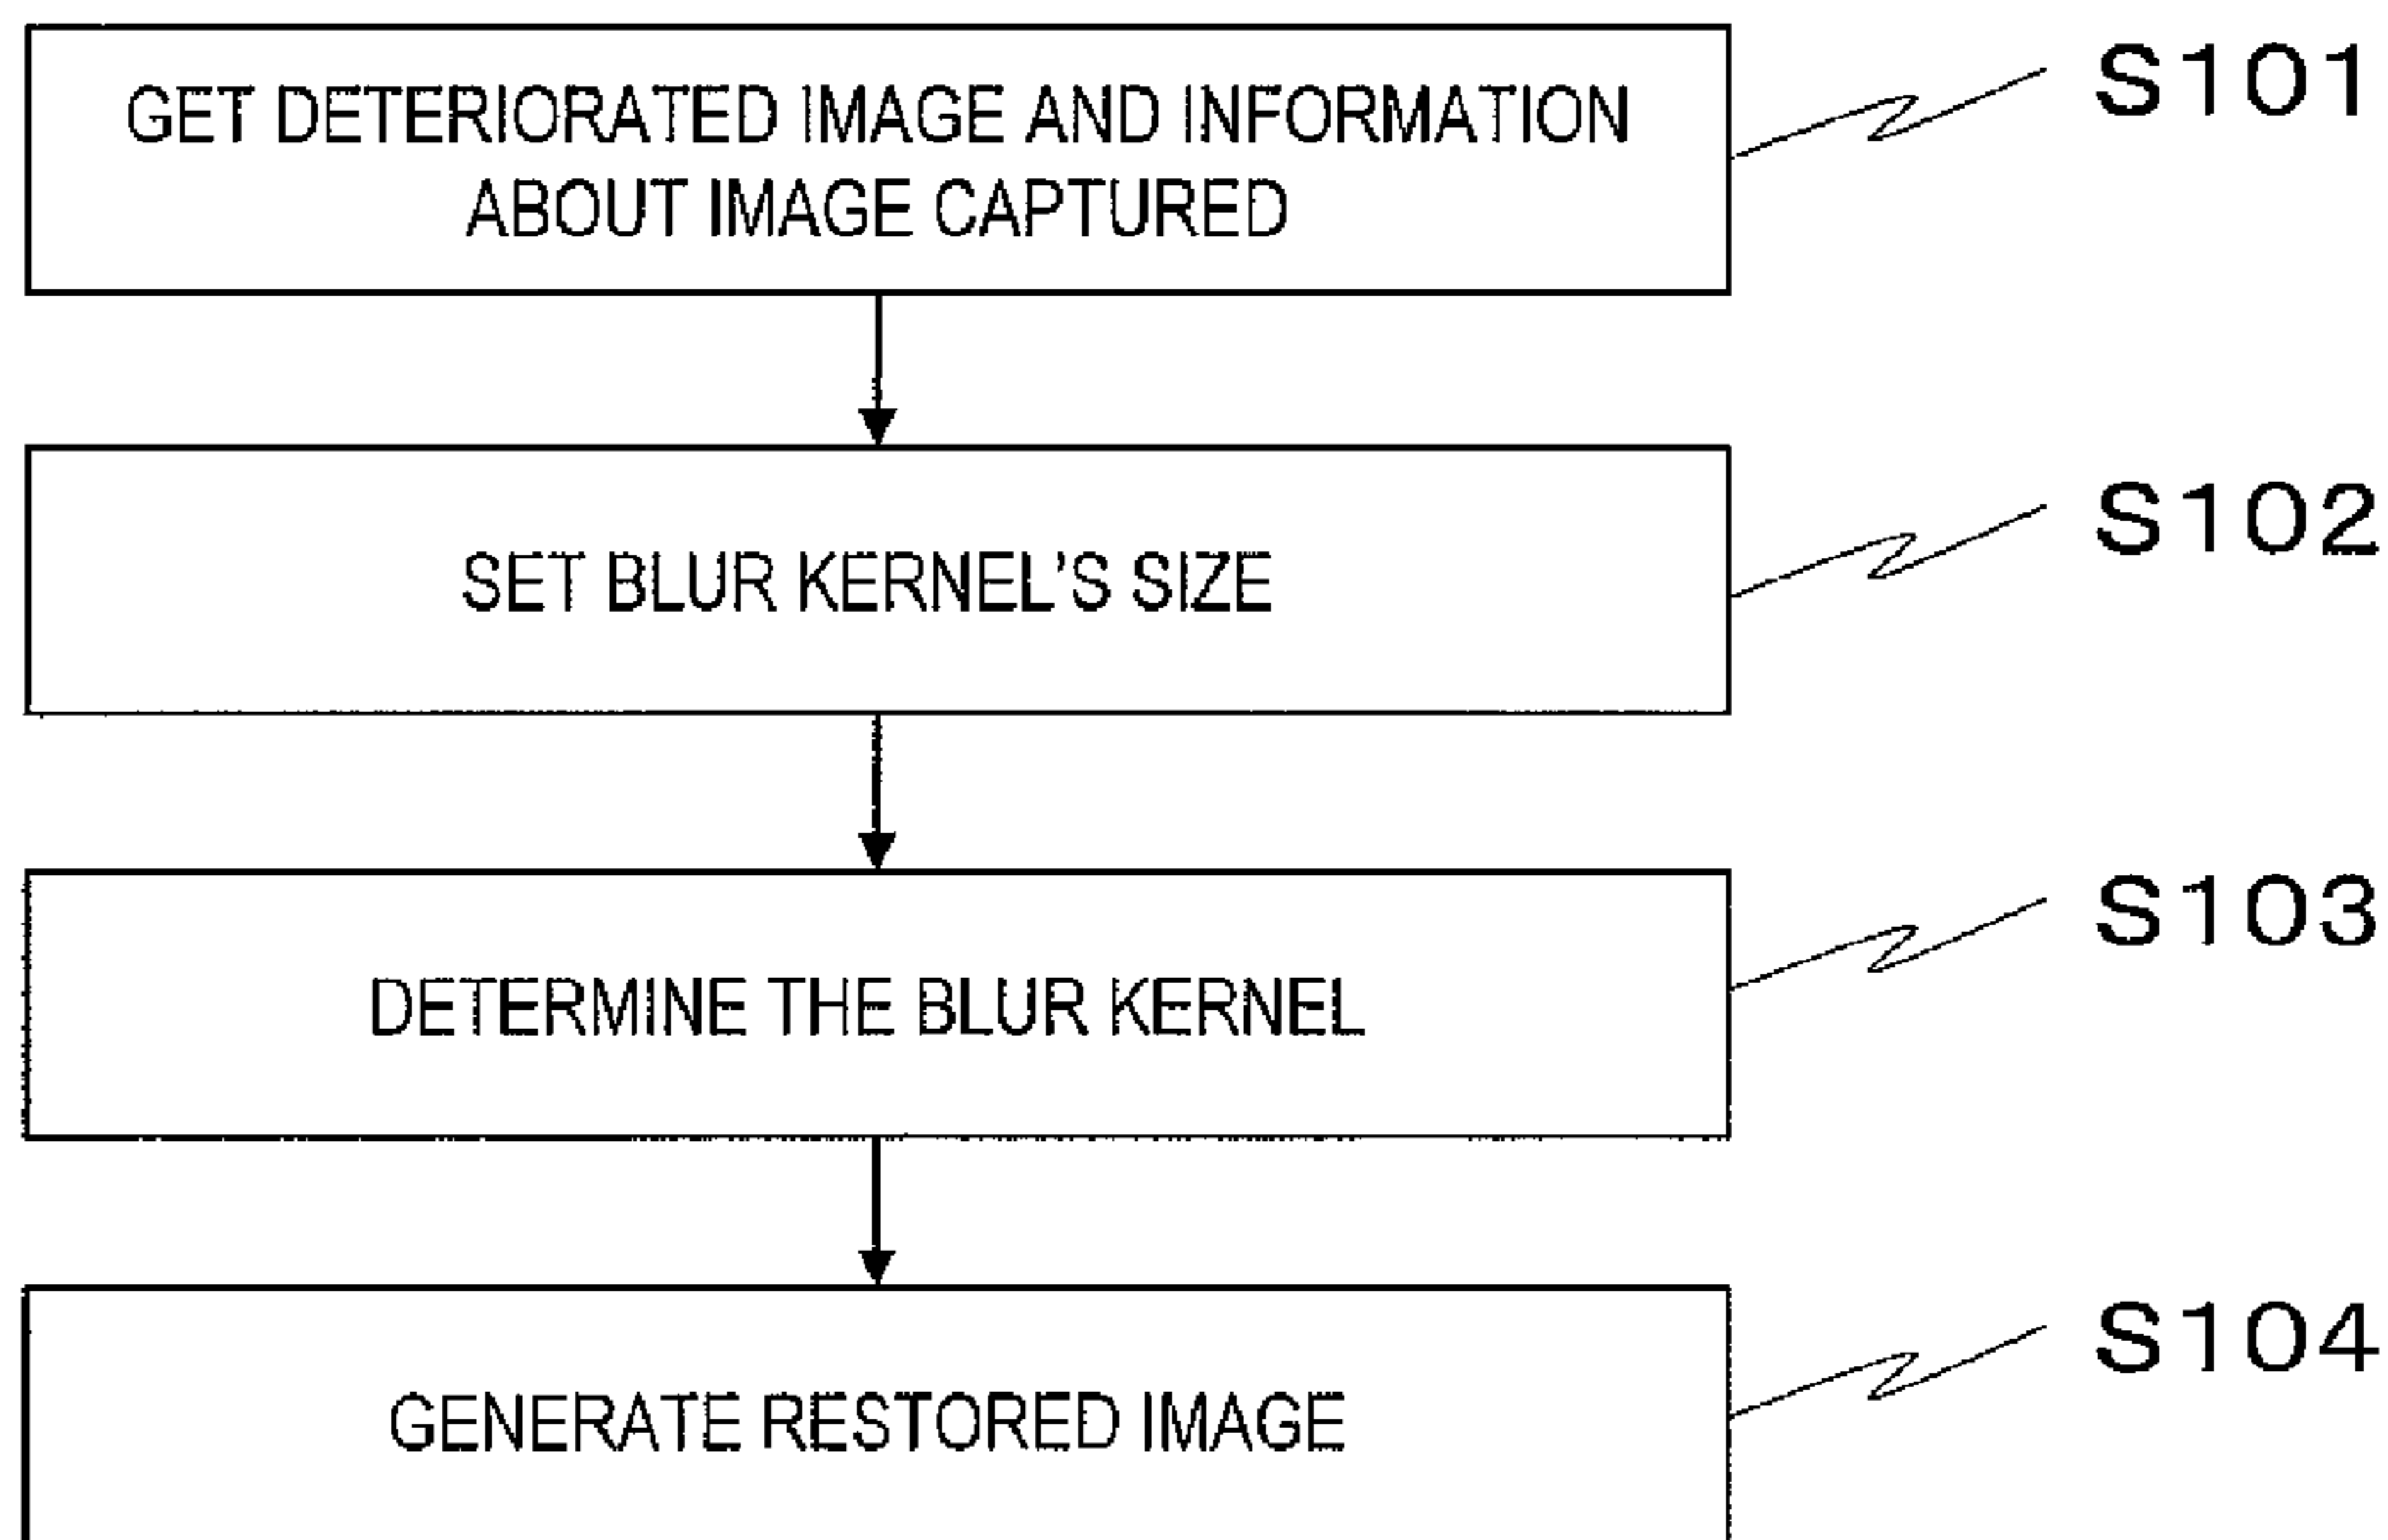 GET DETERIORATED IMAGE AND INFORMATION
ABOUT IMAGE CAPTURED
S101
SET BLUR KERNEL'S SIZE
S102
DETERMINE THE BLUR KERNEL
S103
GENERATE RESTORED IMAGE
S104